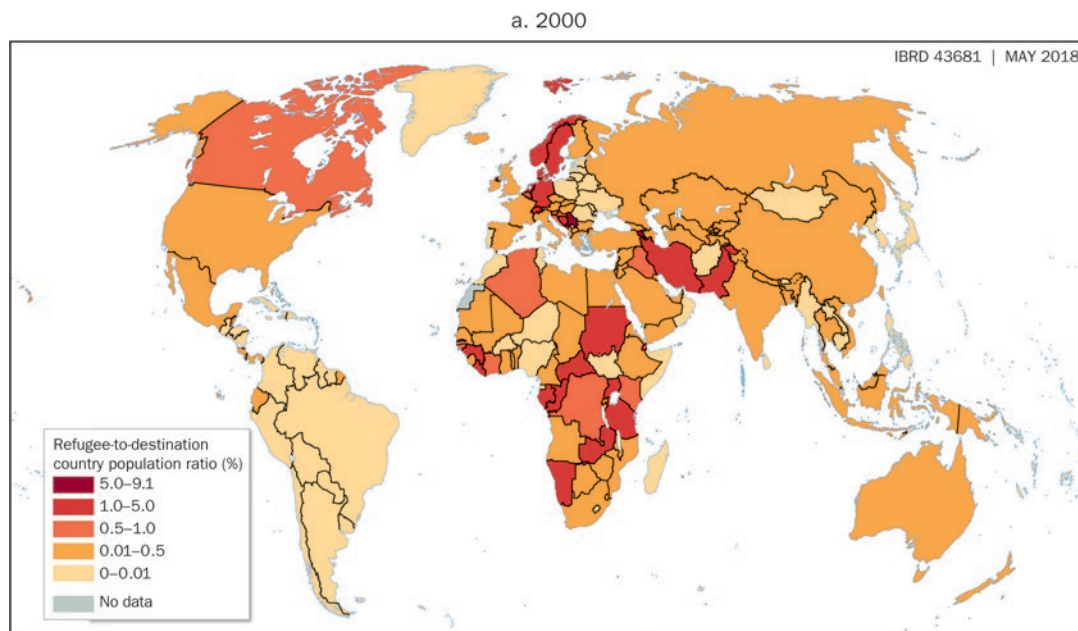 a. 2000
IBRD 43681 | MAY 2018
Refugee-to-destination
country population ratio (%)
5.0–9.1
1.0–5.0
0.5–1.0
0.01–0.5
0–0.01
No data